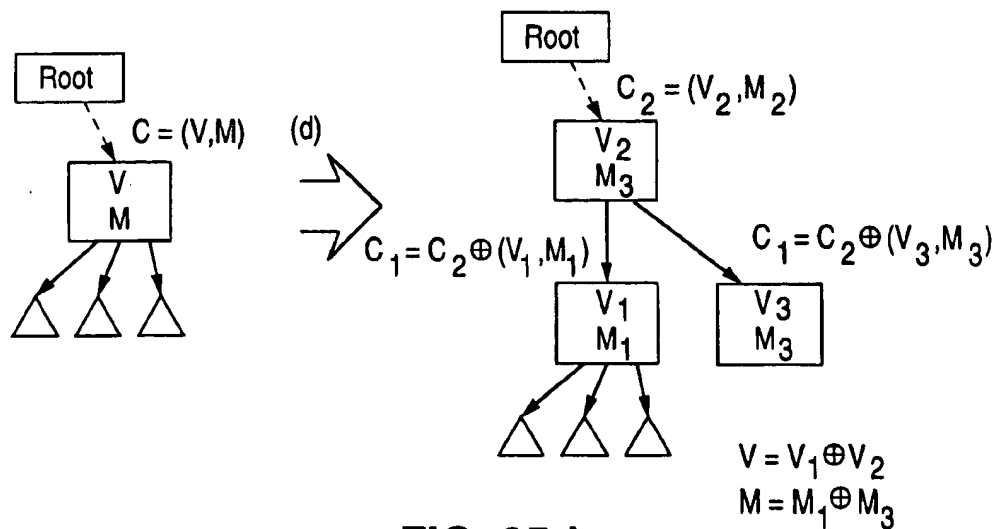 Root
C = (V,M)
V
M
(d)
Root
C2 = (V2,M2)
V2
M3
C1 = C2 ⊕ (V1,M1)
C1 = C2 ⊕ (V3,M3)
V1
M1
V3
M3
V = V1 ⊕ V2
M = M1 ⊕ M3